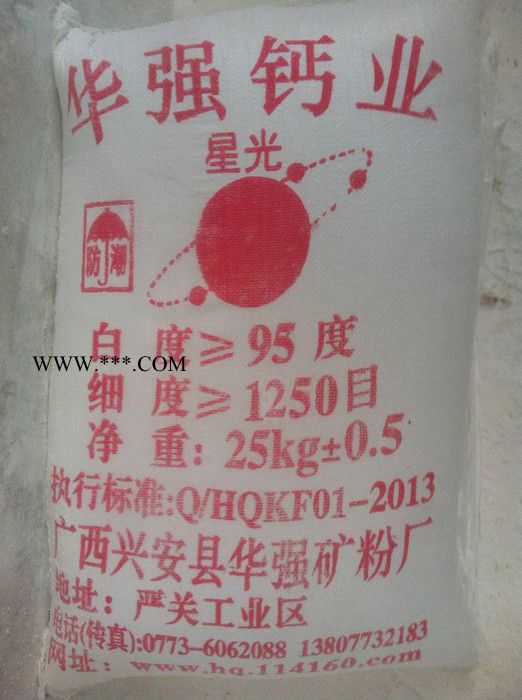 华强钙业
星光
防潮
白度≥95度
WWW.***.COM
细度≥1250目
净重:25kg±0.5
执行标准:Q/HQKF01-2013
广西兴安县华强矿粉厂
地址:严关工业区
电话(传真):0773-6062088 13807732183
网址:www.hq.114160.com